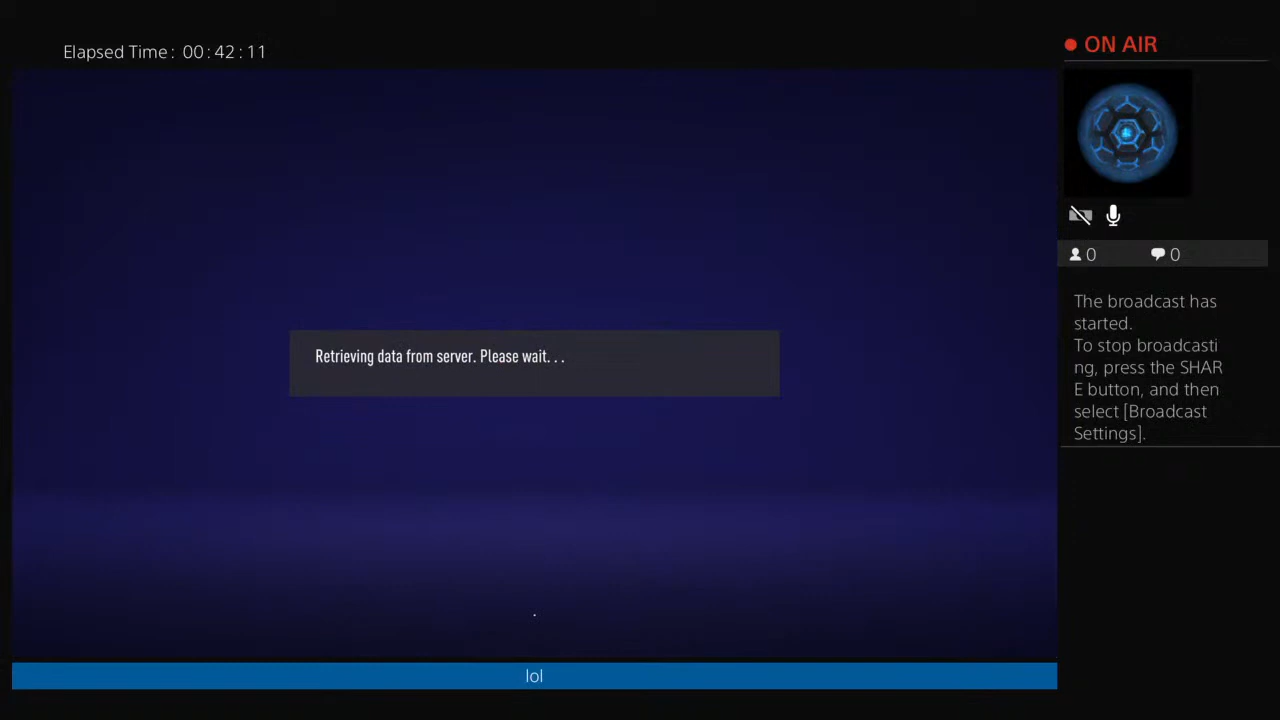 Elapsed Time: 00:42:11
ON AIR
0 0
The broadcast has
started.
To stop broadcasti
ng, press the SHAR
E button, and then
select [Broadcast
Settings].
Retrieving data from server. Please wait. . .
lol